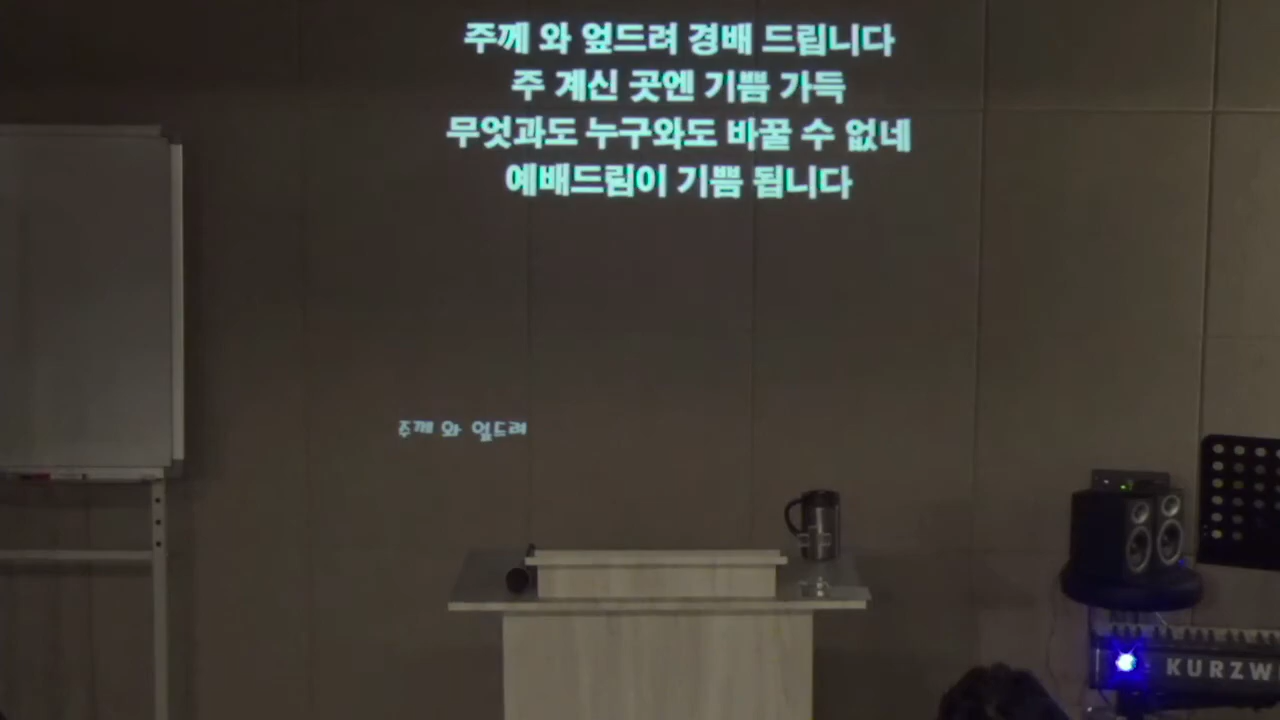 주께 와 엎드려 경배 드립니다
주 계신 곳엔 기쁨 가득
무엇과도 누구와도 바꿀 수 없네
예배드림이 기쁨 됩니다
주께 와 엎드려
KURZW